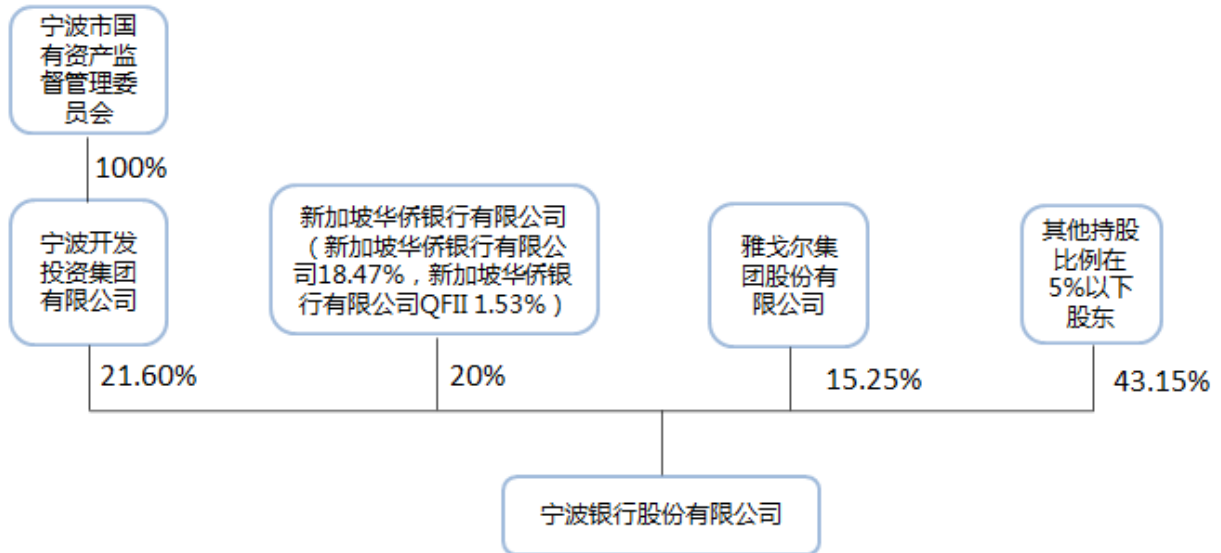 宁波市国
有资产监
督管理委
员会
100%
宁波开发
投资集团
有限公司
新加坡华侨银行有限公司
（新加坡华侨银行有限公
司18.47%，新加坡华侨银
行有限公司QFII 1.53%）
雅戈尔集
团股份有
限公司
其他持股
比例在
5%以下
股东
21.60%
20%
15.25%
43.15%
宁波银行股份有限公司